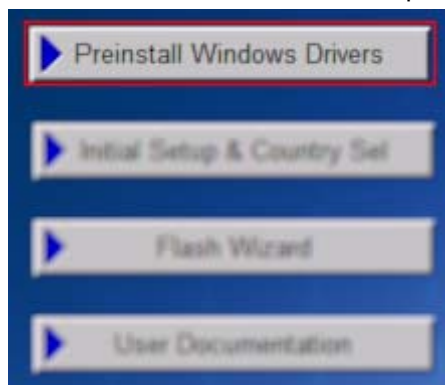 Preinstall Windows Drivers
Initial Setup & Country Sel
Flash Wizard
User Documentation